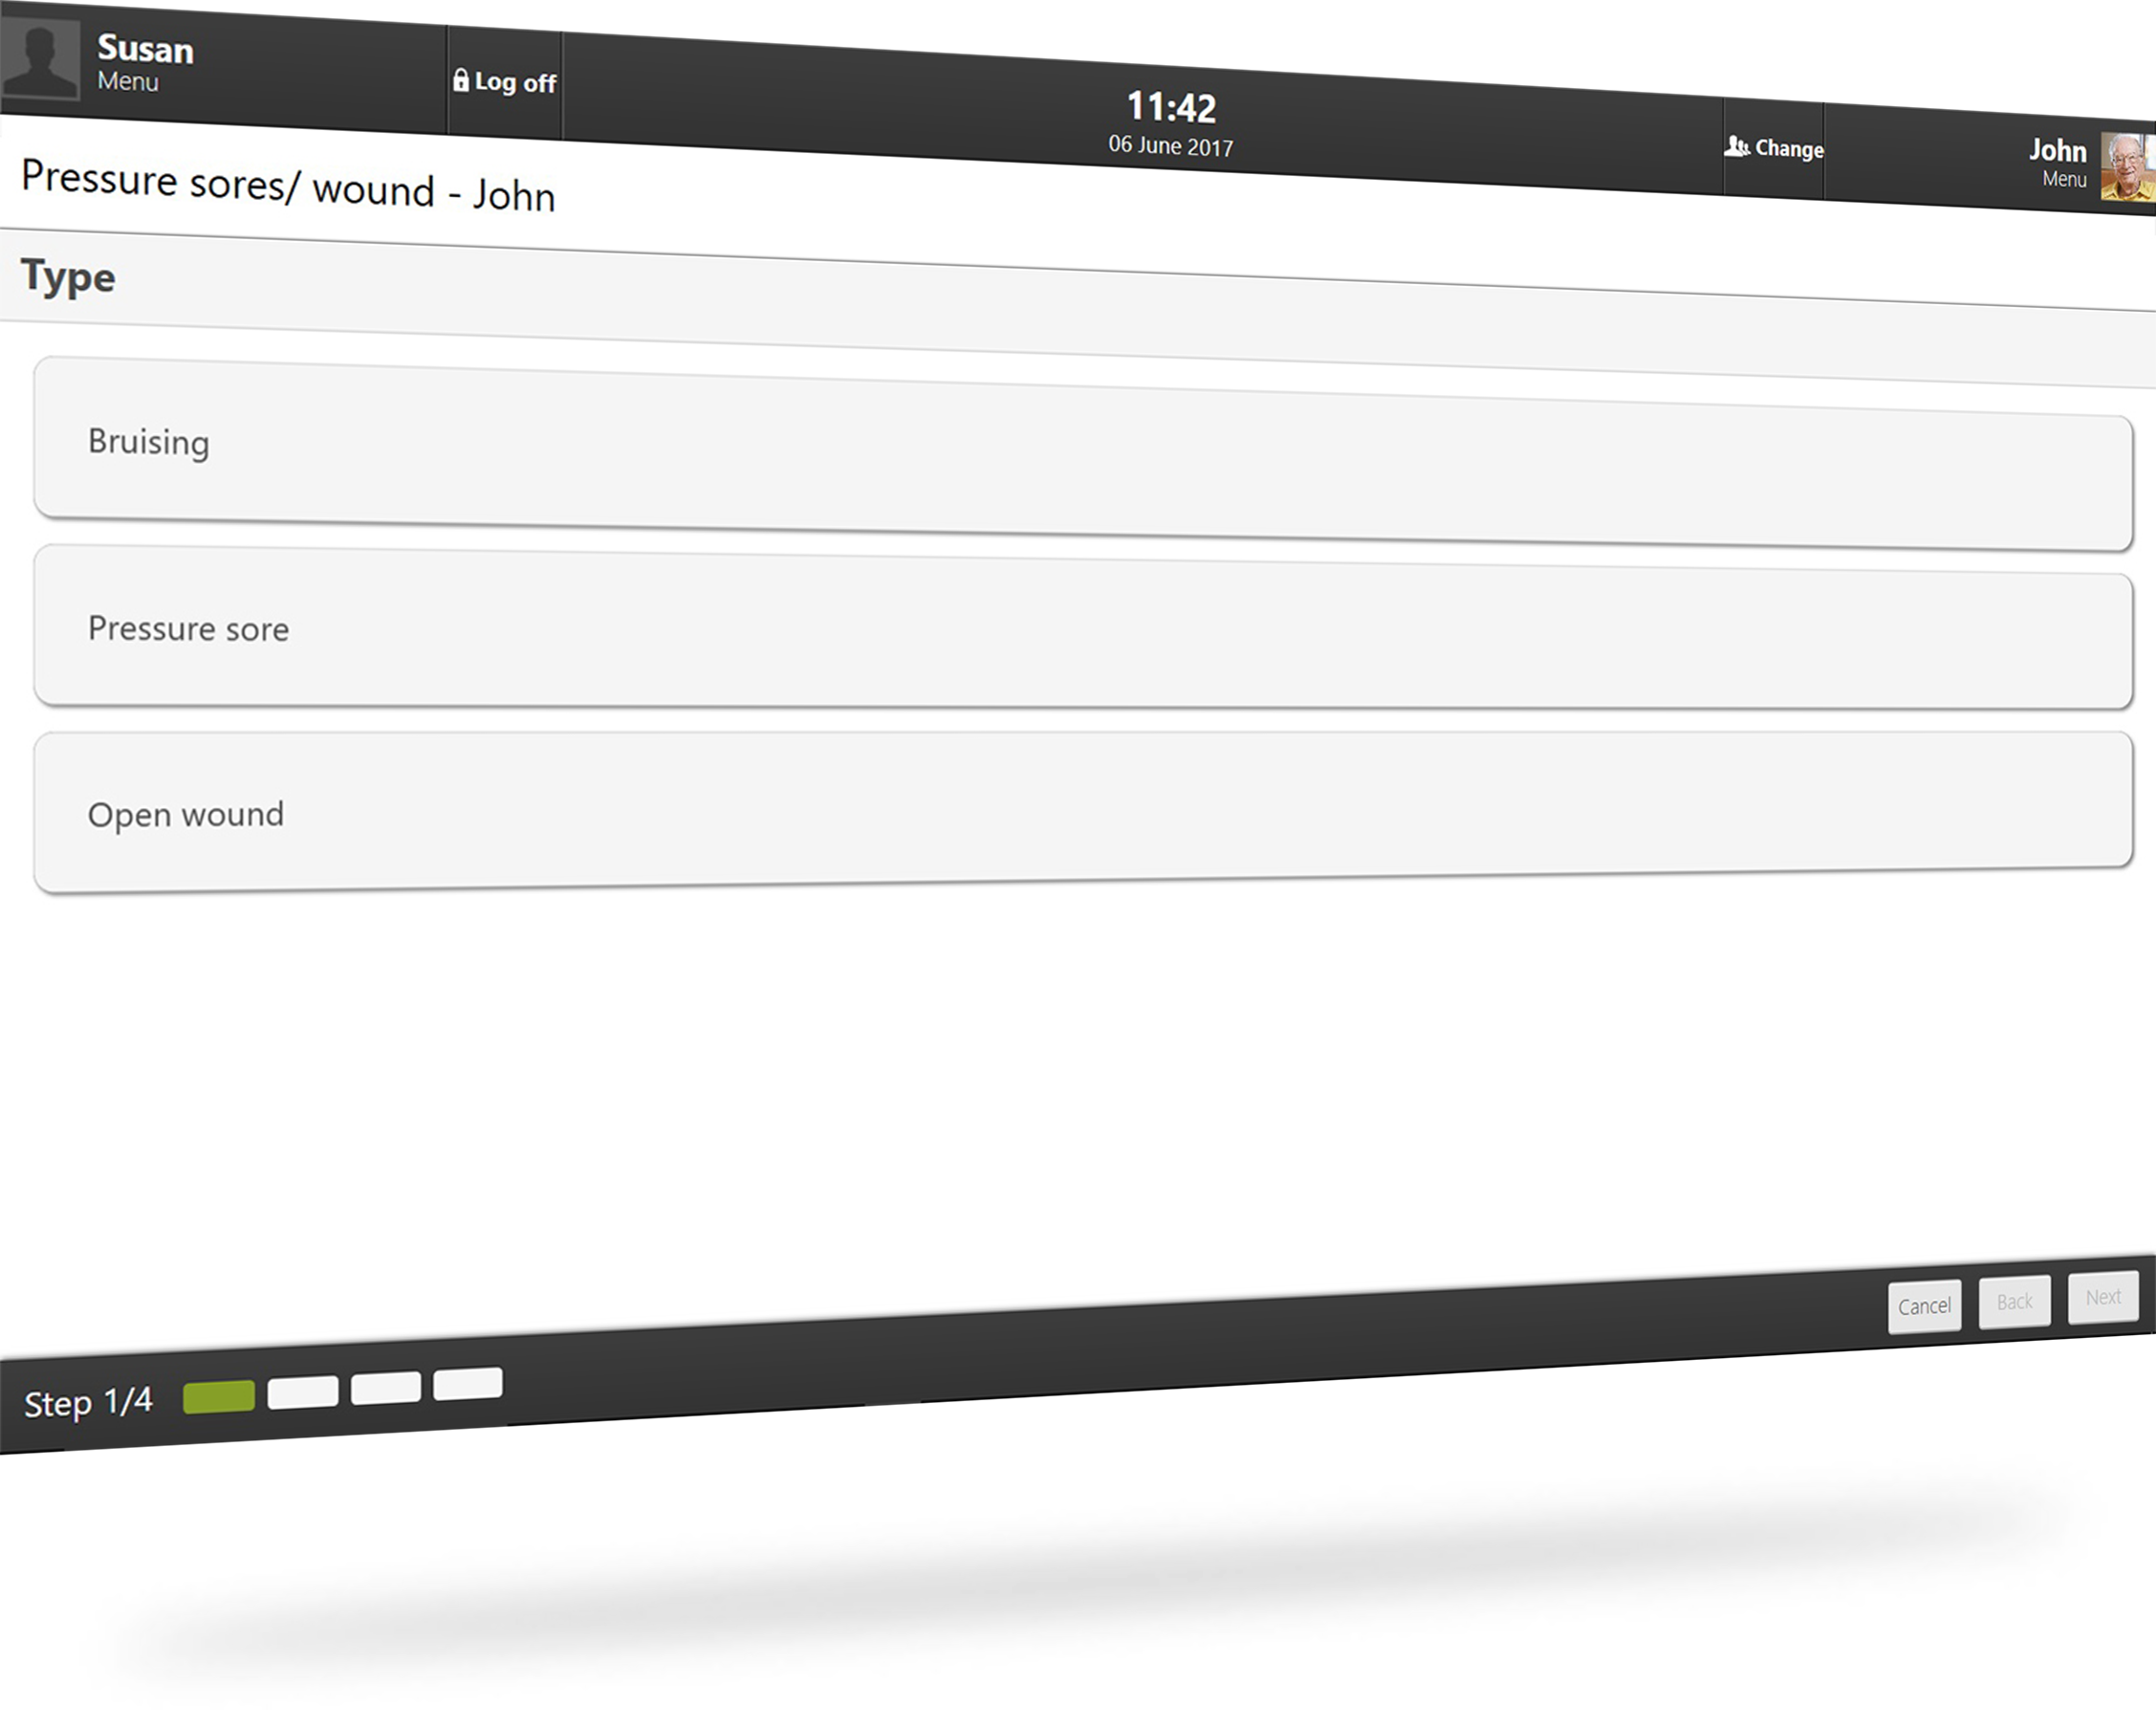 Susan
Menu
Log off
11:42
06 June 2017
Change
John
Menu
Pressure sores/ wound - John
Type
Bruising
Pressure sore
Open wound
Step 1/4
Cancel
Back
Next